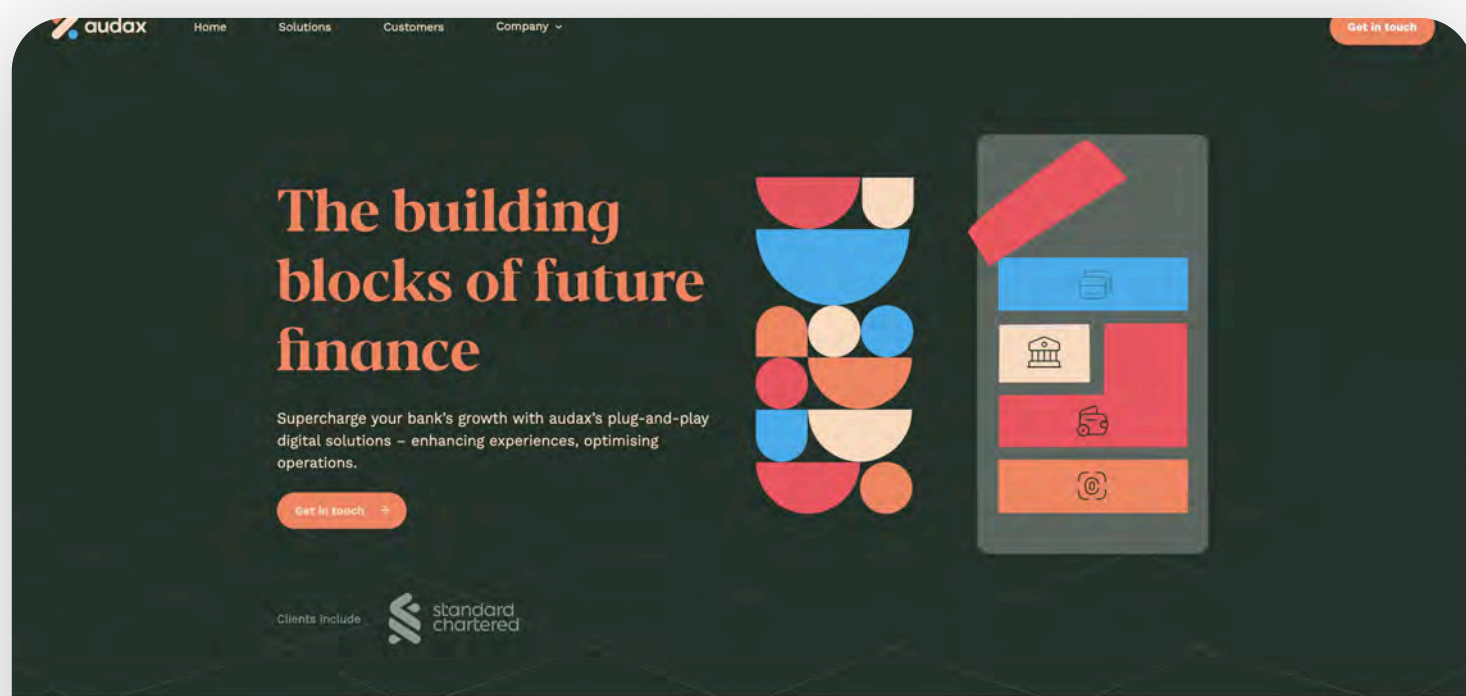 audax
Home
Solutions
Customers
Company
Get in touch
The building
blocks of future
finance
Supercharge your bank's growth with audax's plug-and-play
digital solutions – enhancing experiences, optimising
operations.
Get in touch
Clients include
standard
chartered